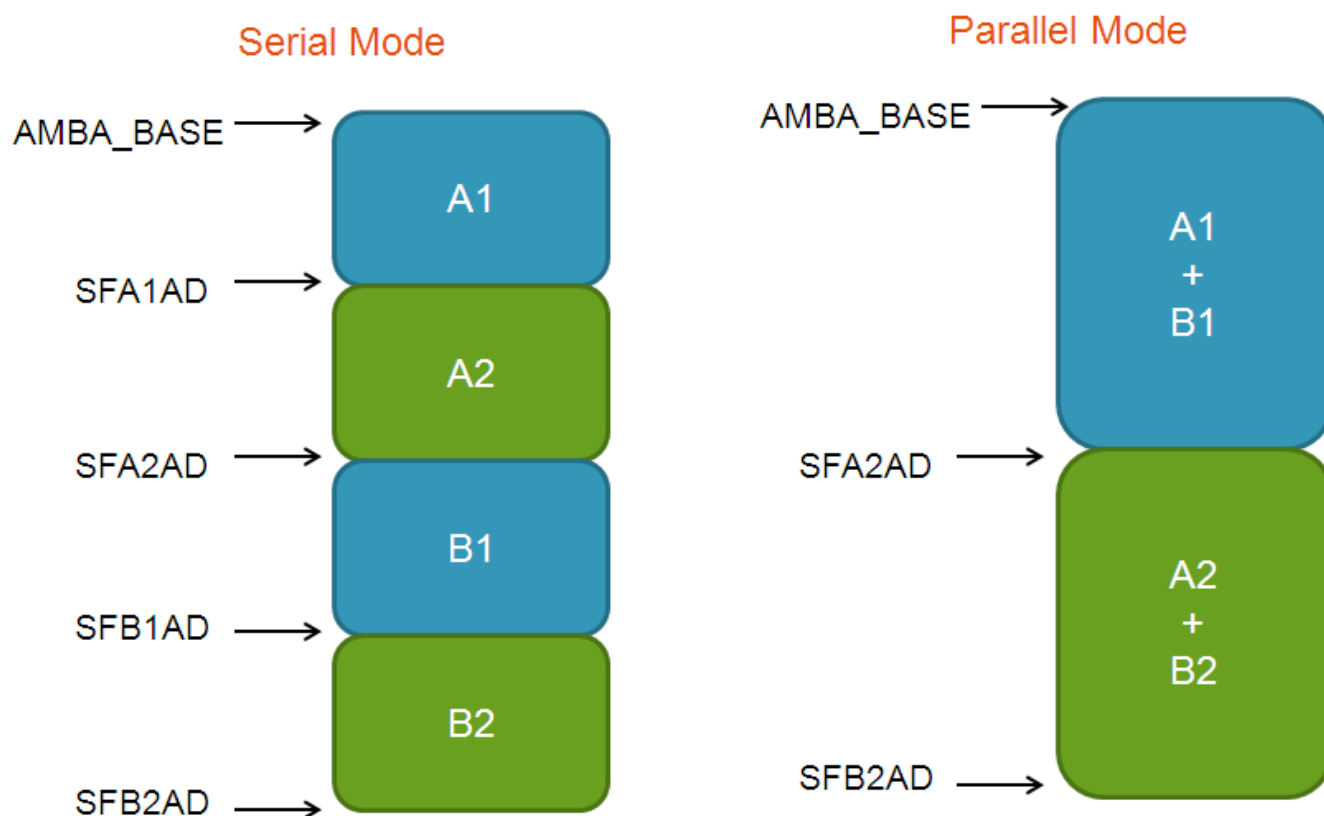 Serial Mode
AMBA_BASE
A1
SFA1AD
A2
SFA2AD
B1
SFB1AD
B2
SFB2AD
Parallel Mode
AMBA_BASE
A1
+
B1
SFA2AD
A2
+
B2
SFB2AD